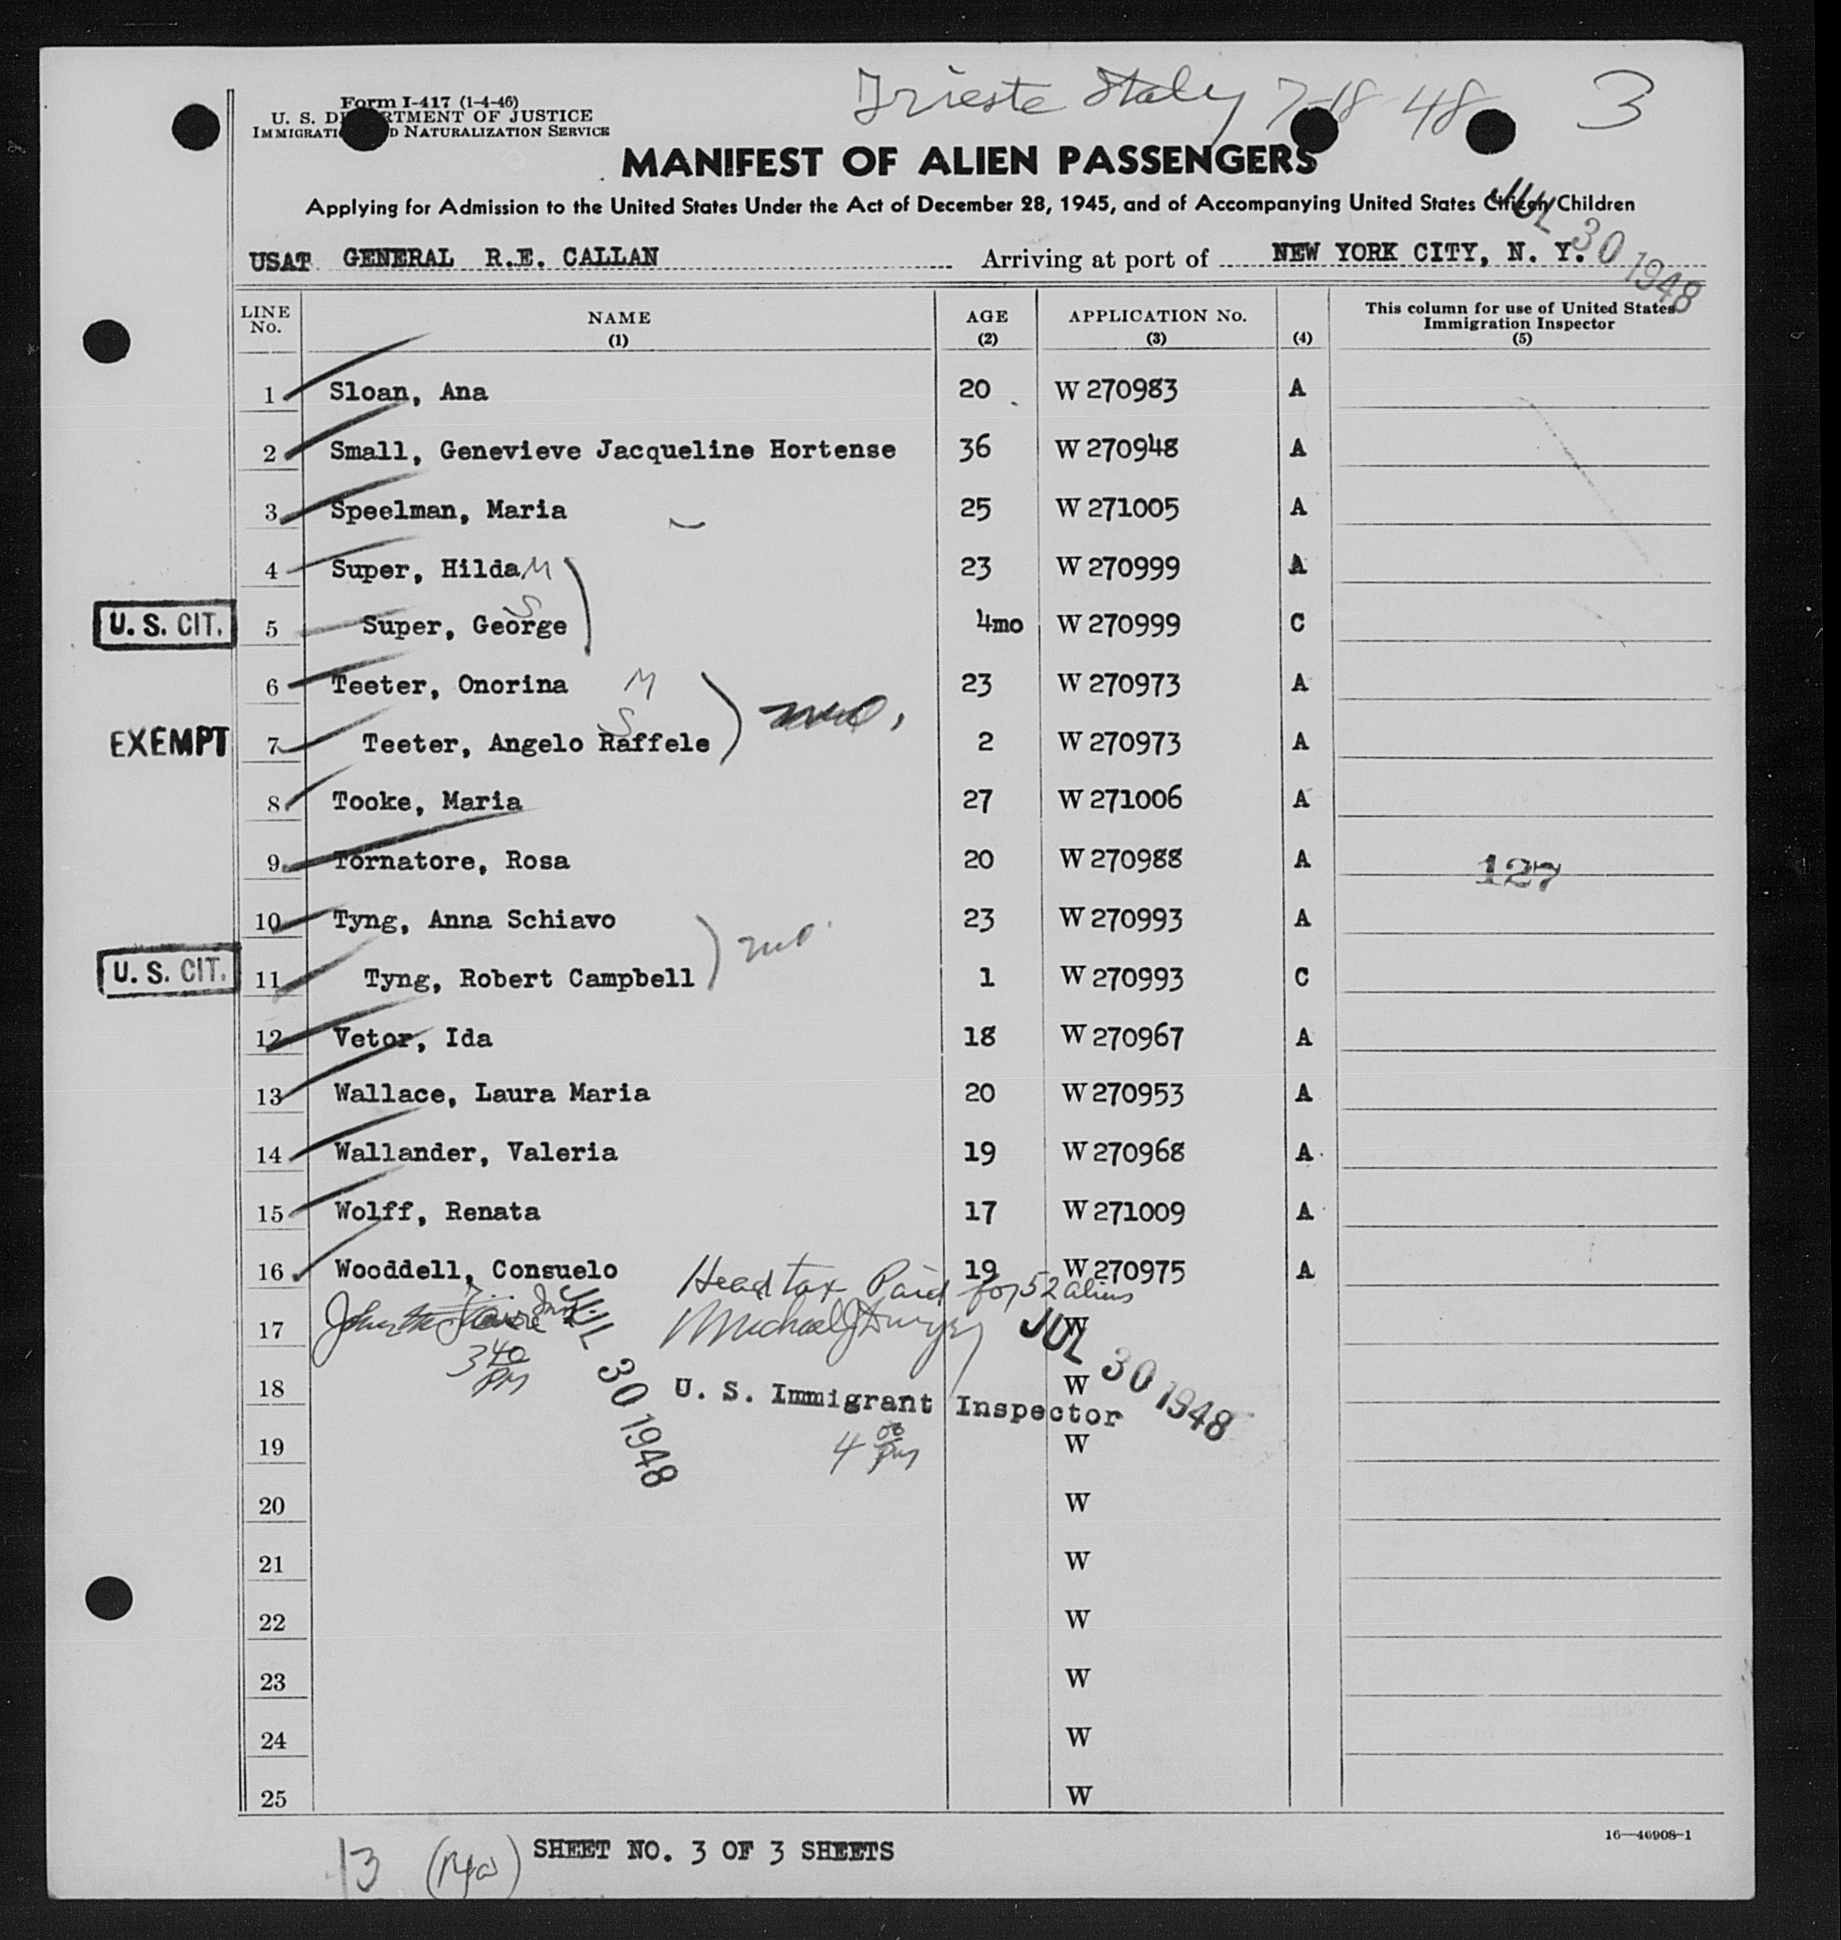 Trieste Italy 7-18 48 3
Form I-417 (1-4-46)
U. S. DEPARTMENT OF JUSTICE
IMMIGRATION AND NATURALIZATION SERVICE
MANIFEST OF ALIEN PASSENGERS
Applying for Admission to the United States Under the Act of December 28, 1945, and of Accompanying United States Citizen Children
JUL 30 1948
USAT GENERAL R.E. CALLAN Arriving at port of NEW YORK CITY, N. Y.
LINE No. NAME (1) AGE (2) APPLICATION No. (3) (4) This column for use of United States Immigration Inspector (5)
1 Sloan, Ana 20 W 270983 A
2 Small, Genevieve Jacqueline Hortense 36 W 270948 A
3 Speelman, Maria 25 W 271005 A
4 Super, Hilda M 23 W 270999 A
U. S. CIT. 5 Super, George S 4mo W 270999 C
6 Teeter, Onorina M 23 W 270973 A
EXEMPT 7 Teeter, Angelo Raffele S 2 W 270973 A
8 Tooke, Maria 27 W 271006 A
9 Tornatore, Rosa 20 W 270988 A 127
10 Tyng, Anna Schiavo 23 W 270993 A
U. S. CIT. 11 Tyng, Robert Campbell 1 W 270993 C
12 Vetor, Ida 18 W 270967 A
13 Wallace, Laura Maria 20 W 270953 A
14 Wallander, Valeria 19 W 270968 A
15 Wolff, Renata 17 W 271009 A
16 Wooddell, Consuelo 19 W 270975 A
Head tax Paid for 52 aliens
17 W
Michael J Dwyer
JUL 30 1948
JUL 30 1948
3 40 PM
18 W
U. S. Immigrant Inspector
4 00 PM
19 W
20 W
21 W
22 W
23 W
24 W
25 W
16—46908-1
13 SHEET NO. 3 OF 3 SHEETS